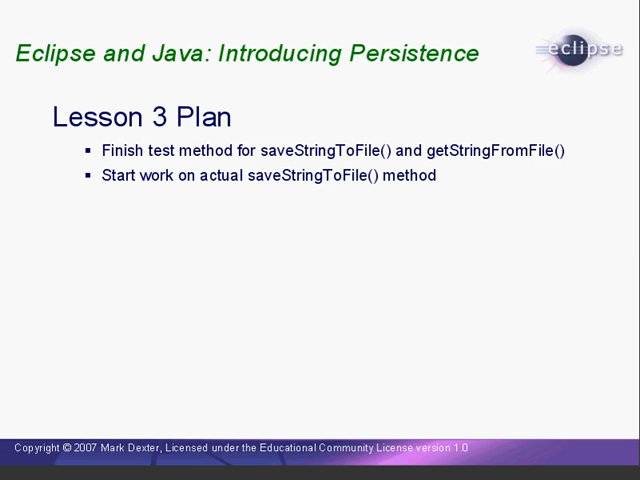 Eclipse and Java: Introducing Persistence
eclipse
Lesson 3 Plan
▪ Finish test method for saveStringToFile() and getStringFromFile()
▪ Start work on actual saveStringToFile() method
Copyright © 2007 Mark Dexter, Licensed under the Educational Community License version 1.0